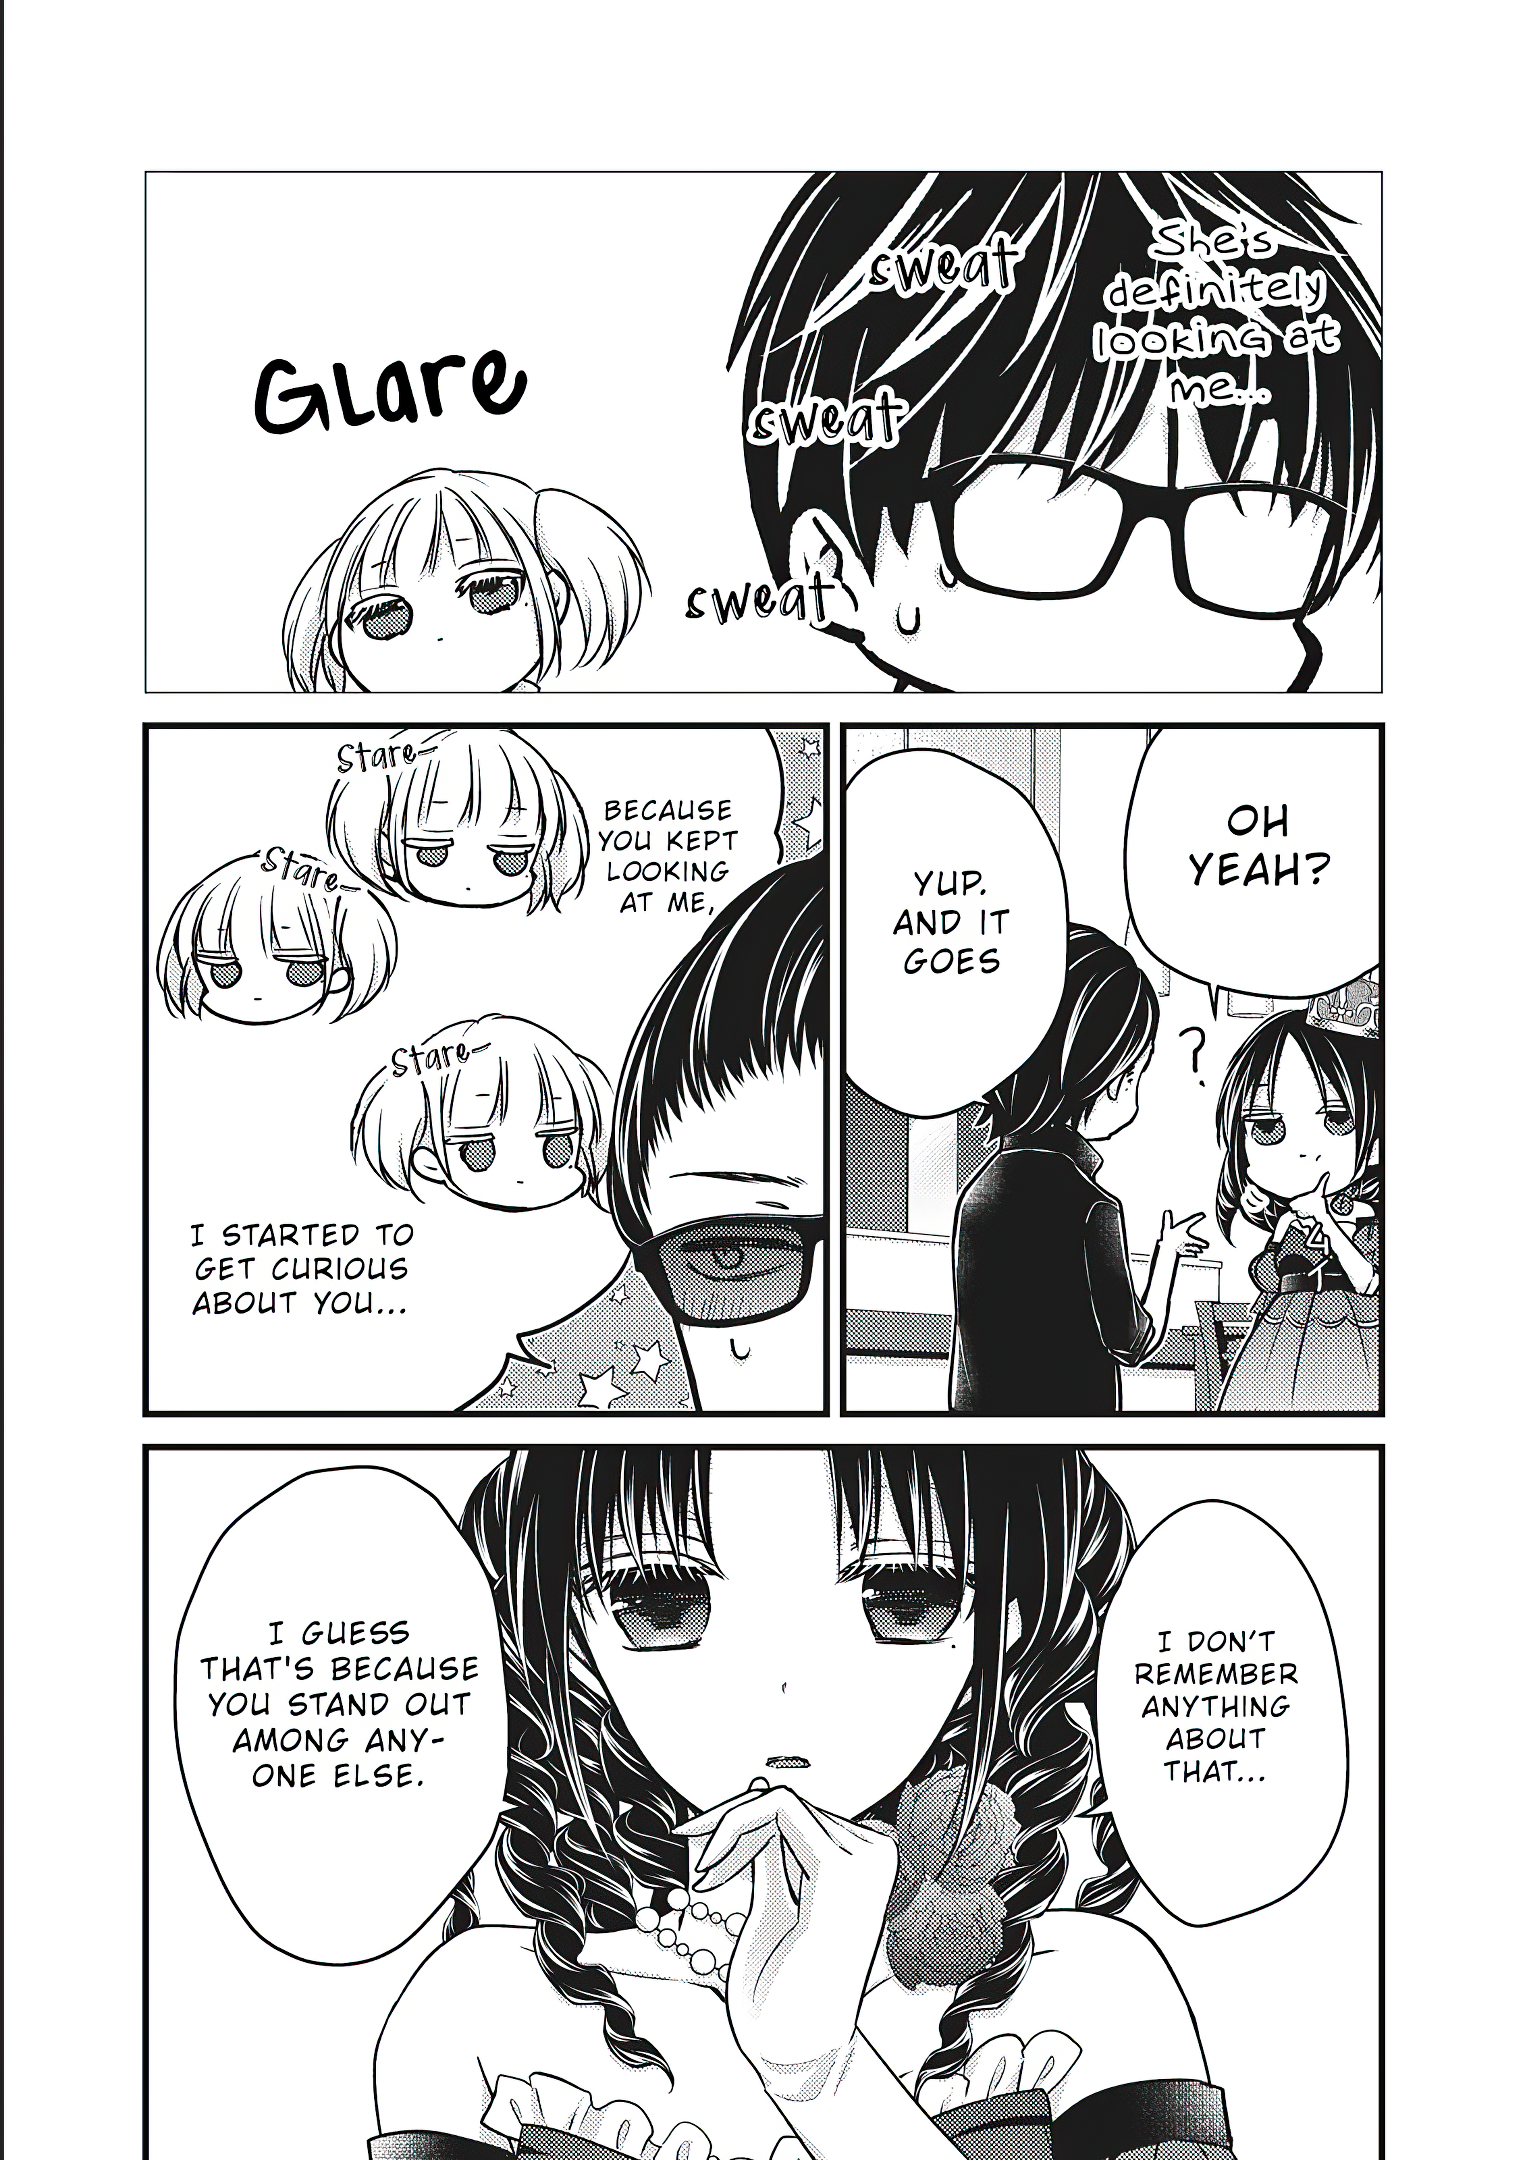 She's
definitely
looking at
me...
sweat
sweat
sweat
GLare
OH
YEAH?
?
YUP.
AND IT
GOES
BECAUSE
YOU KEPT
LOOKING
AT ME,
Stare—
Stare—
Stare—
I STARTED TO
GET CURIOUS
ABOUT YOU...
I DON'T
REMEMBER
ANYTHING
ABOUT
THAT...
I GUESS
THAT'S BECAUSE
YOU STAND OUT
AMONG ANY-
ONE ELSE.